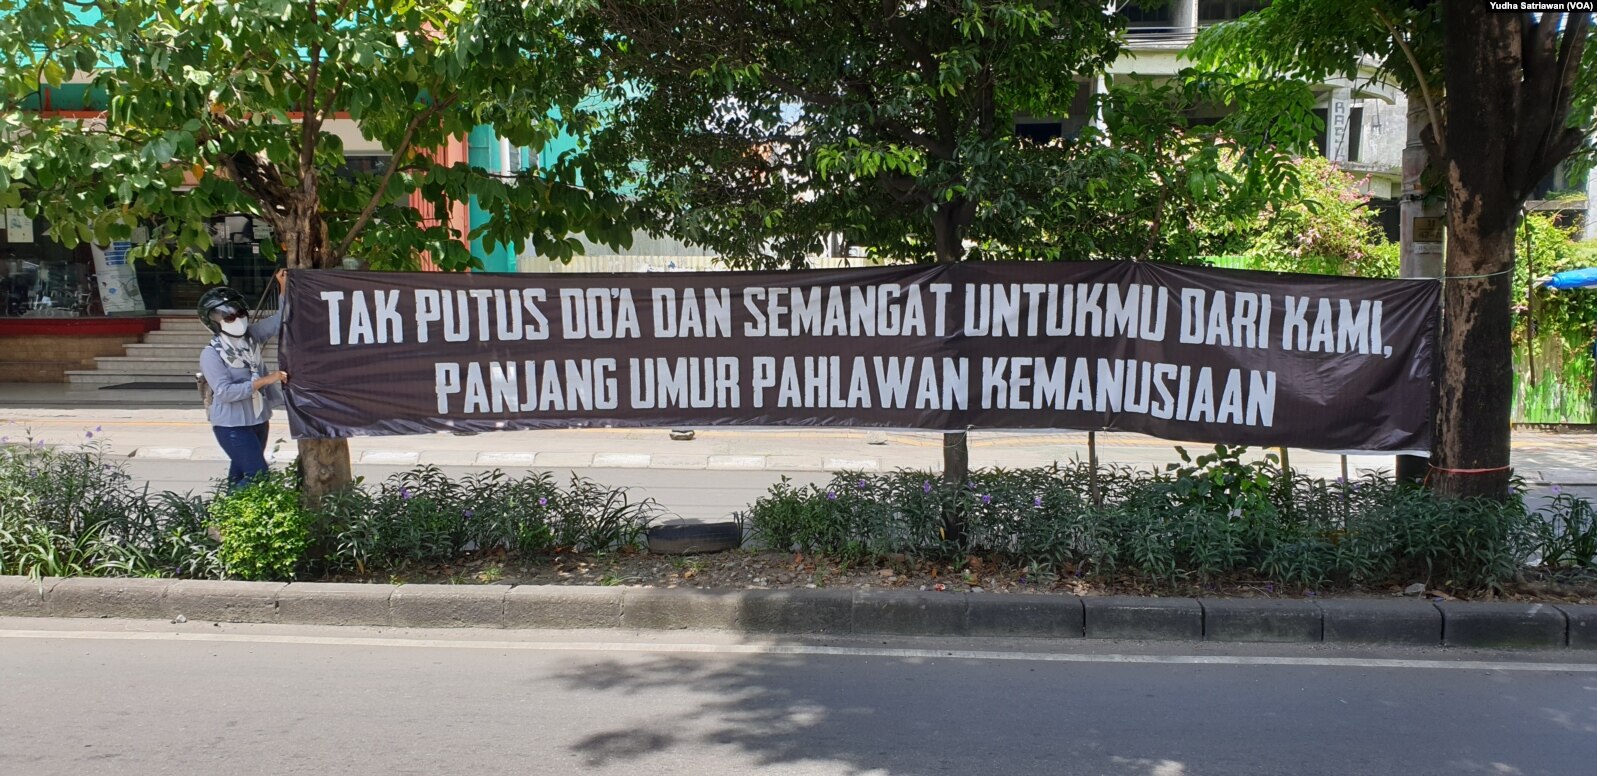 Yudha Satriawan (VOA)
TAK PUTUS DO'A DAN SEMANGAT UNTUKMU DARI KAMI,
PANJANG UMUR PAHLAWAN KEMANUSIAAN